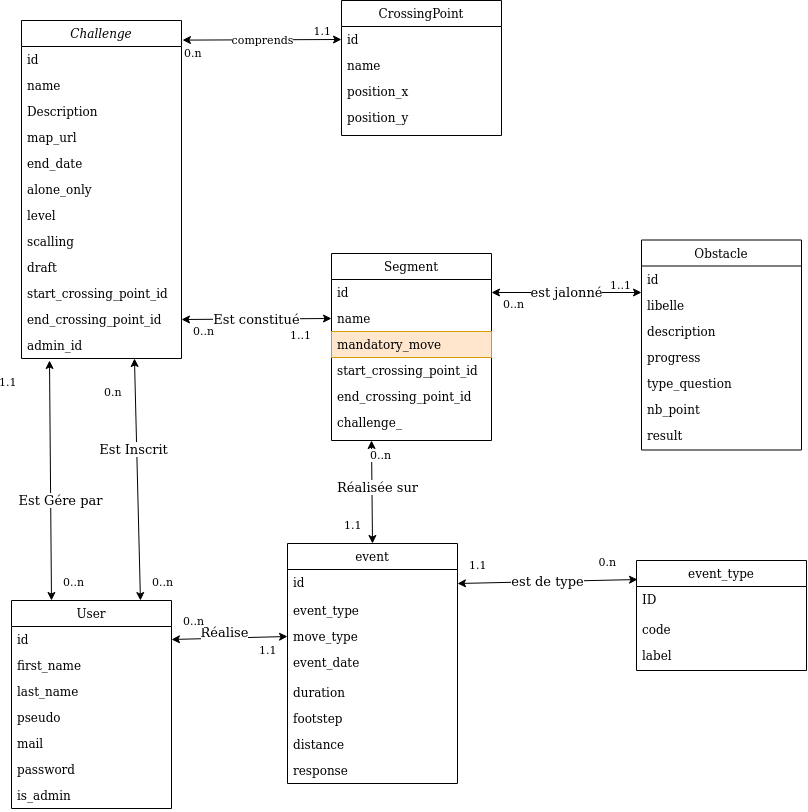 Challenge
id
name
Description
map_url
end_date
alone_only
level
scalling
draft
start_crossing_point_id
end_crossing_point_id
admin_id
0.n
comprends
1.1
CrossingPoint
id
name
position_x
position_y
0..n
Est constitué
1..1
Segment
id
name
mandatory_move
start_crossing_point_id
end_crossing_point_id
challenge_
0..n
est jalonné
1..1
Obstacle
id
libelle
description
progress
type_question
nb_point
result
1.1
Est Gére par
0..n
0.n
Est Inscrit
0..n
0..n
Réalisée sur
1.1
User
id
first_name
last_name
pseudo
mail
password
is_admin
0..n
Réalise
1.1
event
id
event_type
move_type
event_date
duration
footstep
distance
response
1.1
est de type
0.n
event_type
ID
code
label